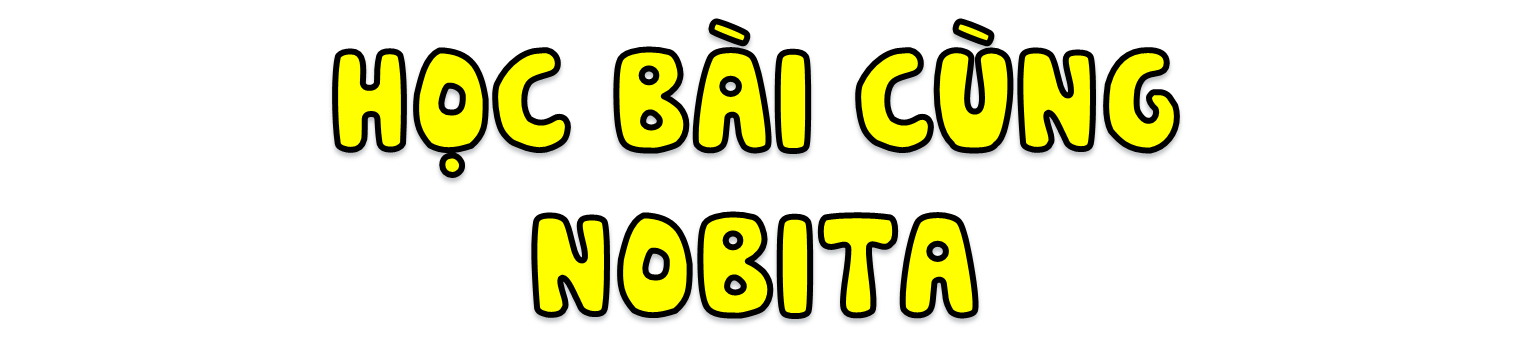 HỌC BÀI CÙNG
NOBITA